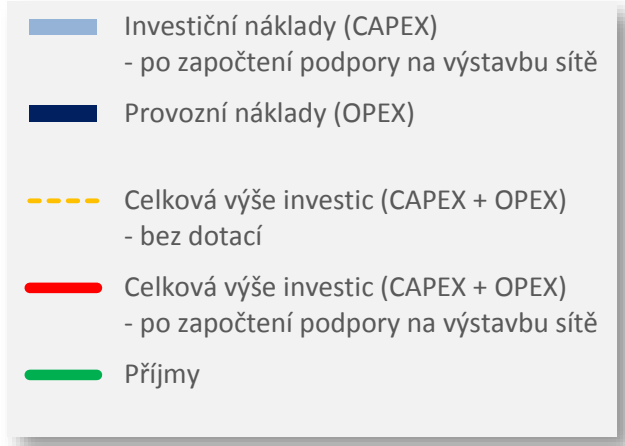 Investiční náklady (CAPEX)
- po započtení podpory na výstavbu sítě
Provozní náklady (OPEX)
Celková výše investic (CAPEX + OPEX)
- bez dotací
Celková výše investic (CAPEX + OPEX)
- po započtení podpory na výstavbu sítě
Příjmy